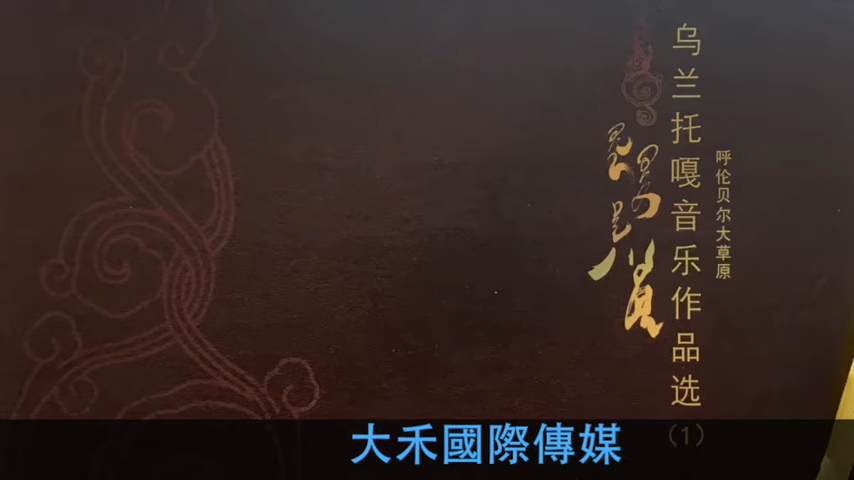 呼伦贝尔大草原
乌兰托嘎音乐作品选
(1)
大禾國際傳媒